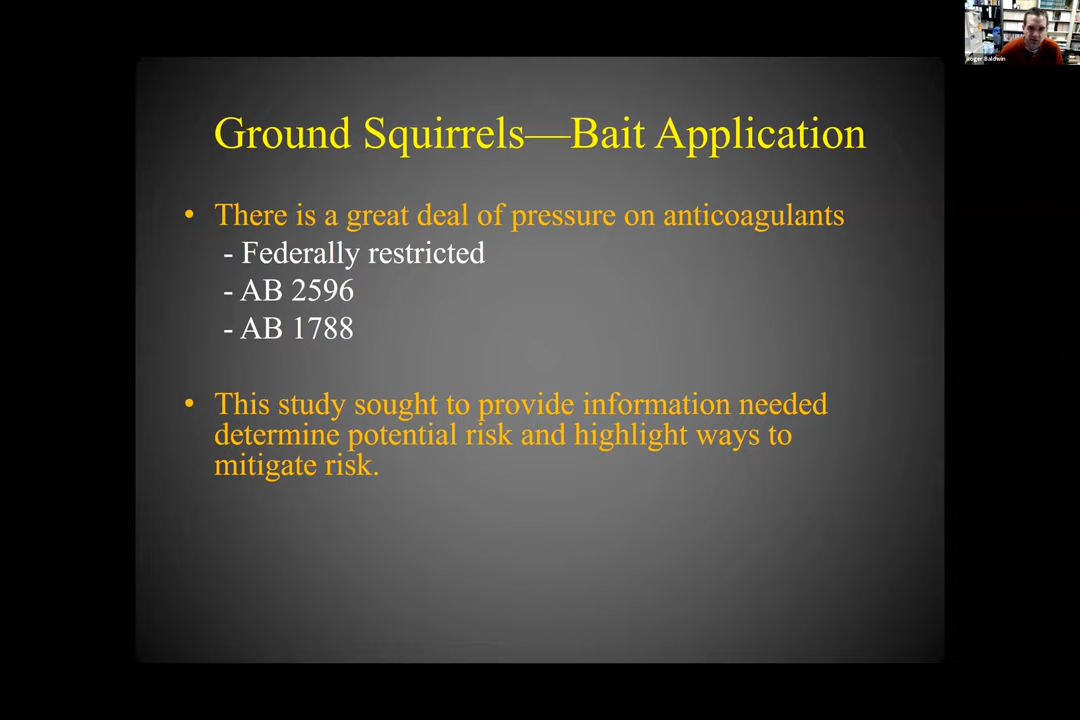 Roger Baldwin
Ground Squirrels—Bait Application
• There is a great deal of pressure on anticoagulants
- Federally restricted
- AB 2596
- AB 1788
• This study sought to provide information needed
determine potential risk and highlight ways to
mitigate risk.